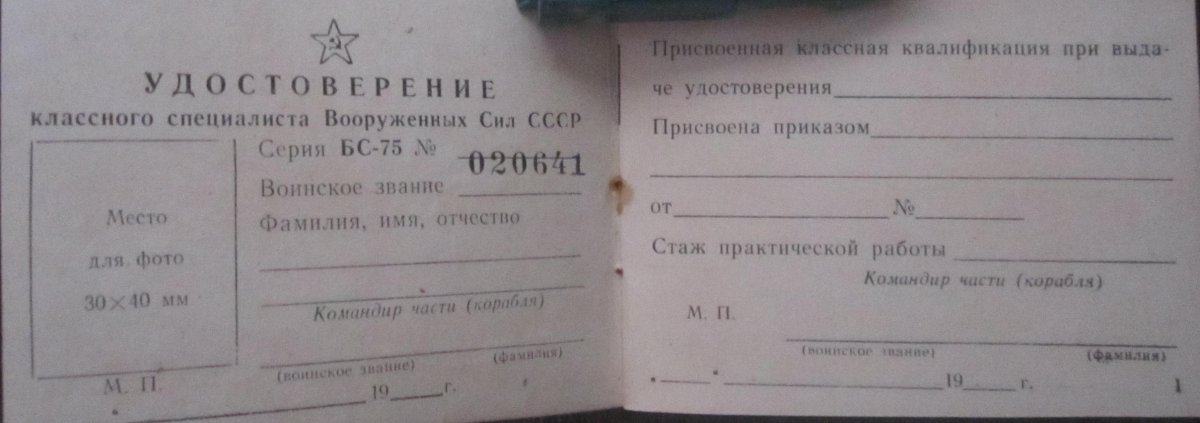 УДОСТОВЕРЕНИЕ
классного специалиста Вооруженных Сил СССР
Серия БС-75 № 020641
Воинское звание
Фамилия, имя, отчество
Место
для фото
30×40 мм
Командир части (корабля)
(воинское звание) (фамилия)
М. П.
19 г.
Присвоенная классная квалификация при выда-
че удостоверения
Присвоена приказом
от № 
Стаж практической работы
Командир части (корабля)
М. П.
(воинское звание) (фамилия)
19 г.
1